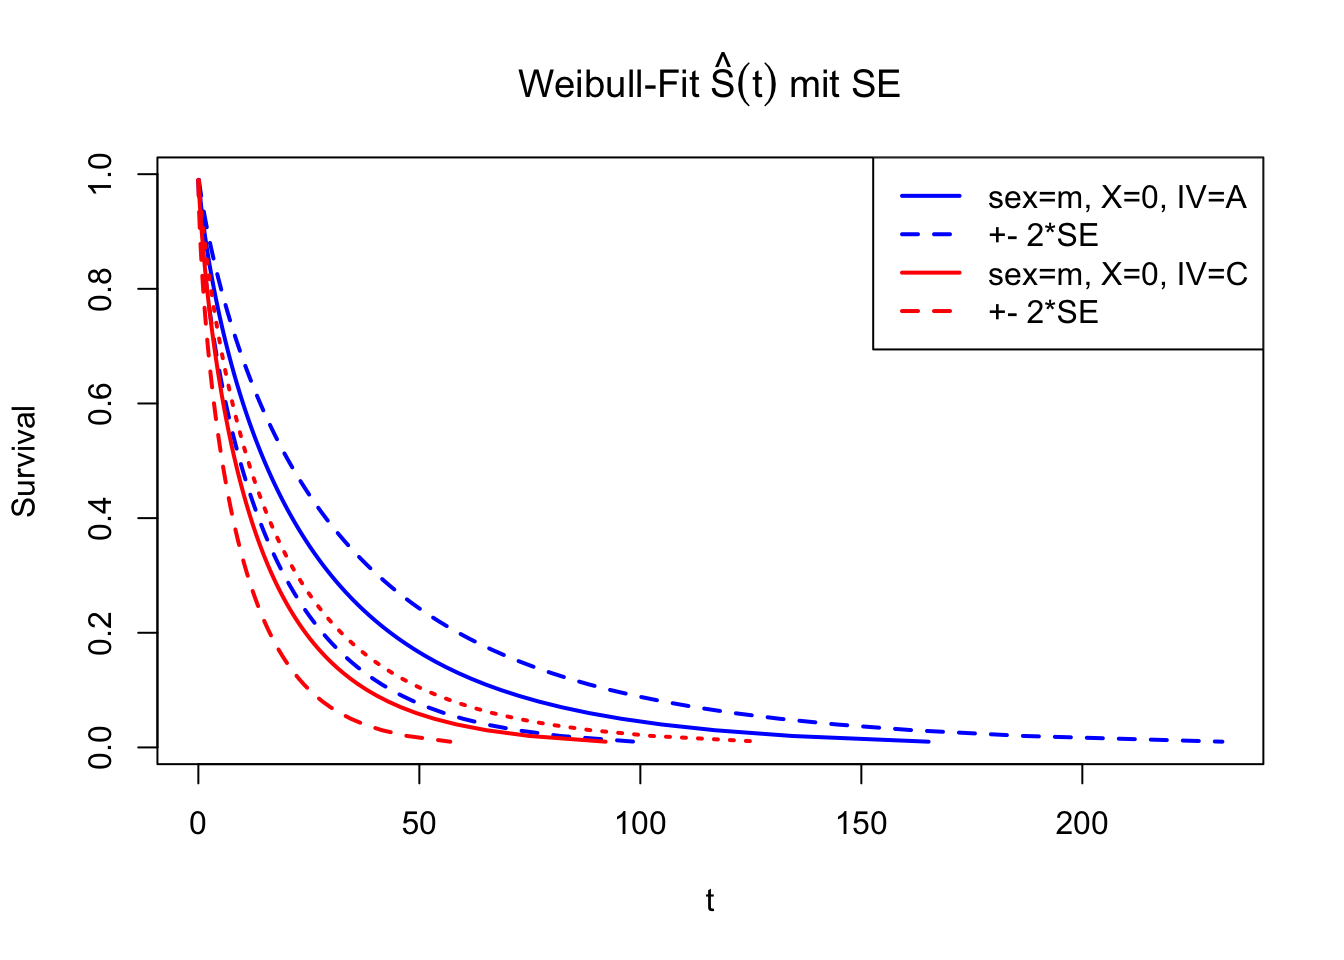 Weibull-Fit Ŝ(t) mit SE
sex=m, X=0, IV=A
+- 2*SE
sex=m, X=0, IV=C
+- 2*SE
Survival
1.0
0.8
0.6
0.4
0.2
0.0
0 50 100 150 200
t